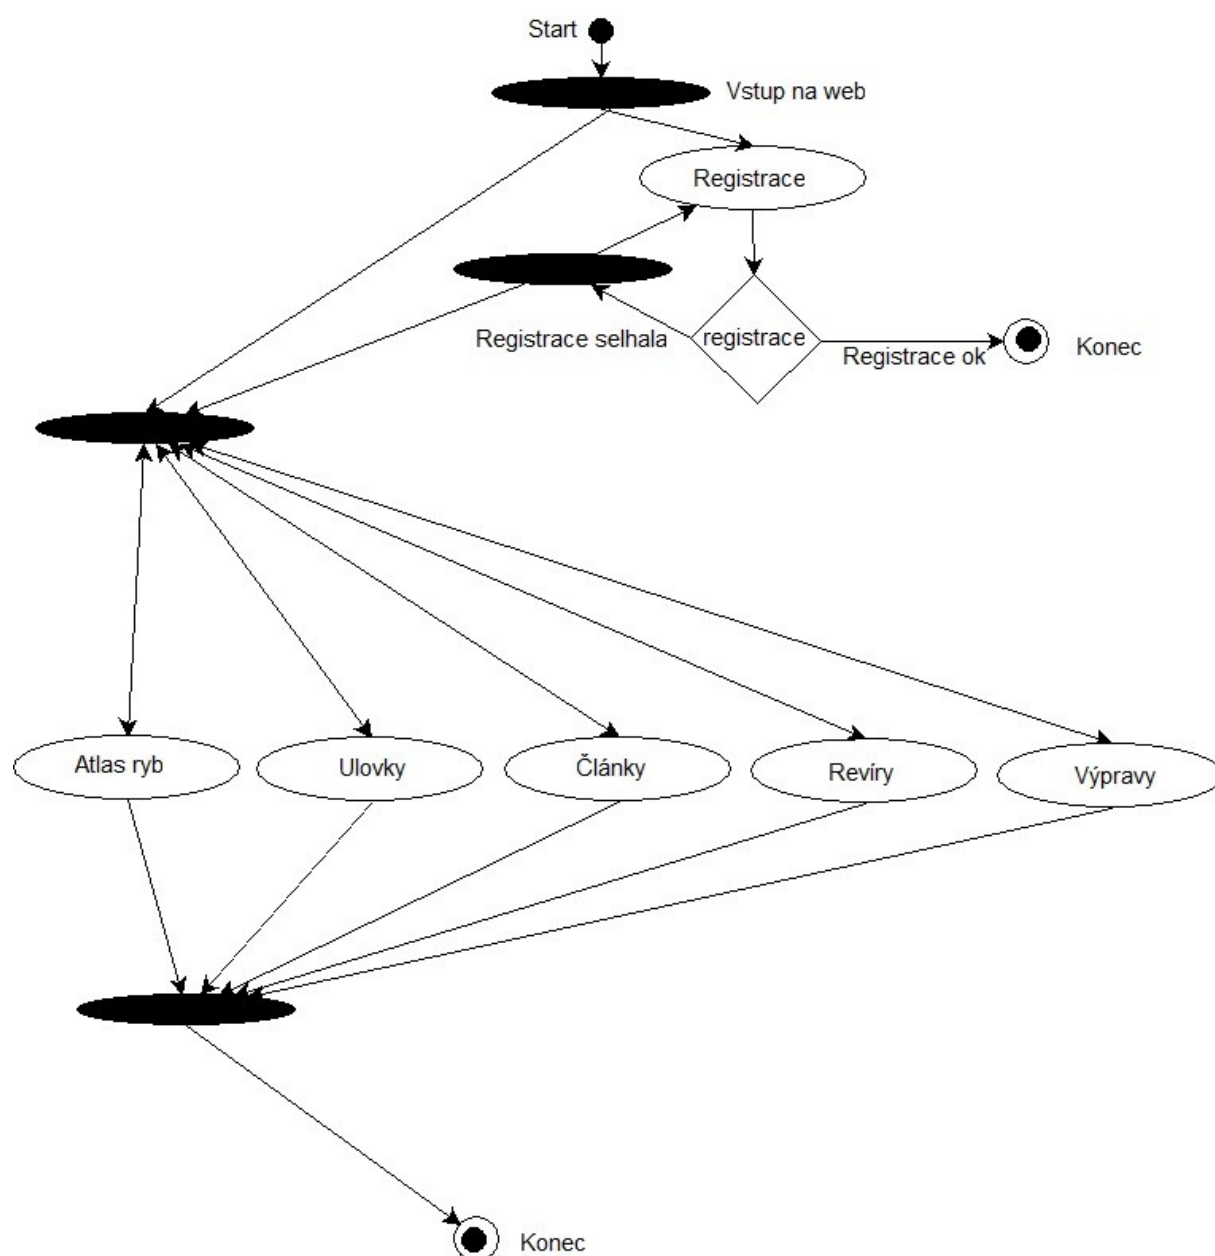 Start
Vstup na web
Registrace
Registrace selhala
registrace
Registrace ok
Konec
Atlas ryb
Ulovky
Články
Revíry
Výpravy
Konec